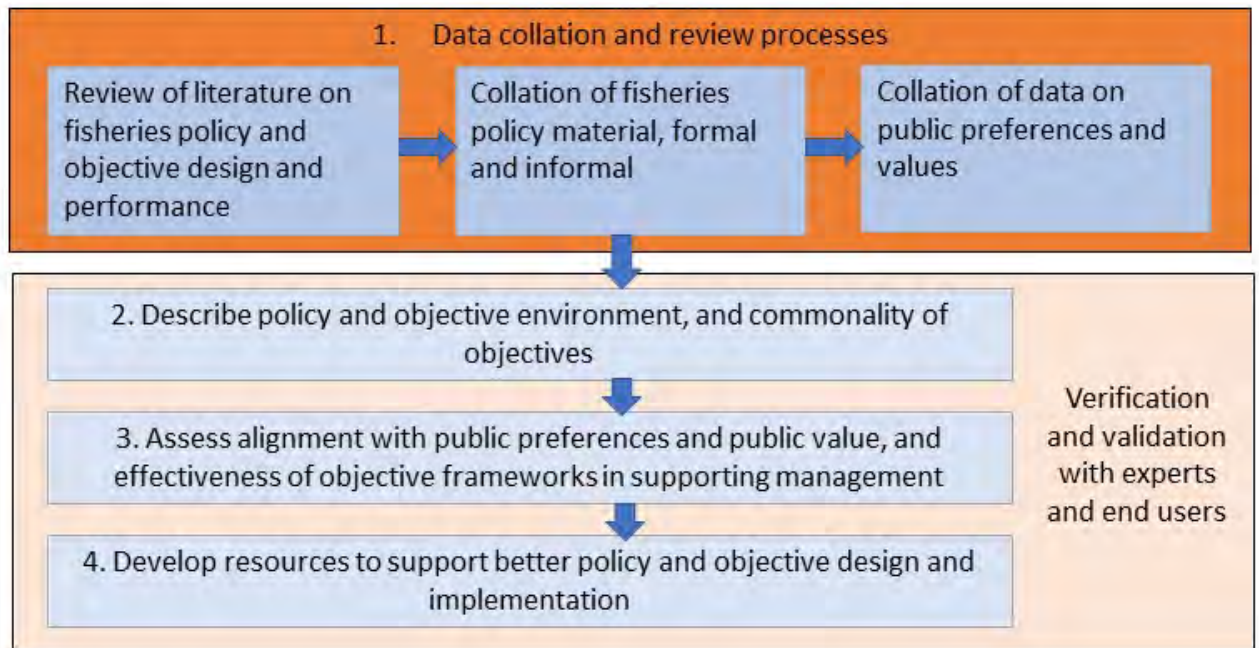 1. Data collation and review processes
Review of literature on
fisheries policy and
objective design and
performance
Collation of fisheries
policy material, formal
and informal
Collation of data on
public preferences and
values
2. Describe policy and objective environment, and commonality of
objectives
3. Assess alignment with public preferences and public value, and
effectiveness of objective frameworks in supporting management
4. Develop resources to support better policy and objective design and
implementation
Verification
and validation
with experts
and end users